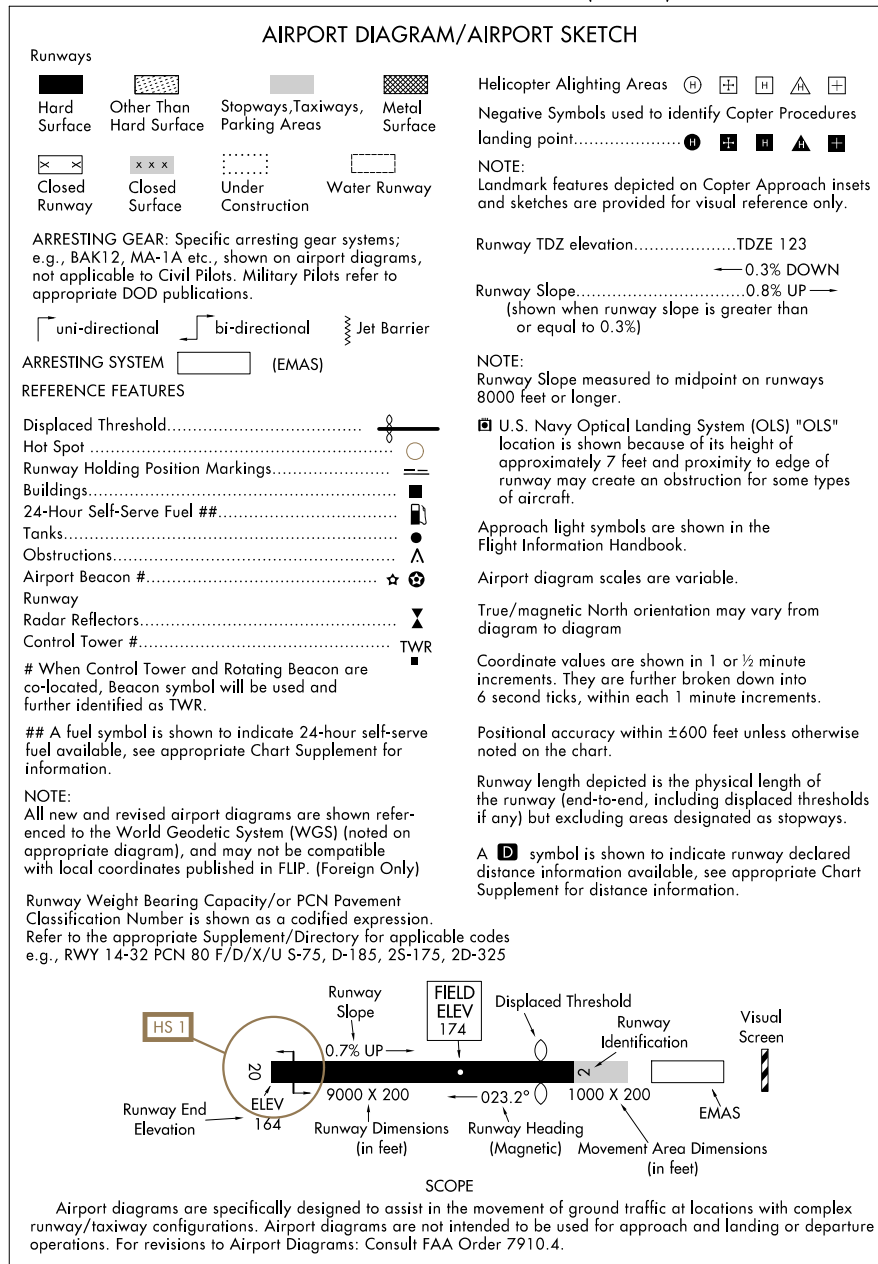 AIRPORT DIAGRAM/AIRPORT SKETCH
Runways
Hard Surface
Other Than Hard Surface
Stopways,Taxiways, Parking Areas
Metal Surface
x x
x x x
Closed Runway
Closed Surface
Under Construction
Water Runway
ARRESTING GEAR: Specific arresting gear systems;
e.g., BAK12, MA-1A etc., shown on airport diagrams,
not applicable to Civil Pilots. Military Pilots refer to
appropriate DOD publications.
uni-directional
bi-directional
Jet Barrier
ARRESTING SYSTEM (EMAS)
REFERENCE FEATURES
Displaced Threshold....................................
Hot Spot ........................................................
Runway Holding Position Markings......................
Buildings.........................................................
24-Hour Self-Serve Fuel ##.................................
Tanks..............................................................
Obstructions.....................................................
Airport Beacon #..........................................
Runway
Radar Reflectors...............................................
Control Tower #............................................... TWR
# When Control Tower and Rotating Beacon are
co-located, Beacon symbol will be used and
further identified as TWR.
## A fuel symbol is shown to indicate 24-hour self-serve
fuel available, see appropriate Chart Supplement for
information.
NOTE:
All new and revised airport diagrams are shown refer-
enced to the World Geodetic System (WGS) (noted on
appropriate diagram), and may not be compatible
with local coordinates published in FLIP. (Foreign Only)
Runway Weight Bearing Capacity/or PCN Pavement
Classification Number is shown as a codified expression.
Refer to the appropriate Supplement/Directory for applicable codes
e.g., RWY 14-32 PCN 80 F/D/X/U S-75, D-185, 2S-175, 2D-325
Helicopter Alighting Areas H H H
Negative Symbols used to identify Copter Procedures
landing point..................... H H H
NOTE:
Landmark features depicted on Copter Approach insets
and sketches are provided for visual reference only.
Runway TDZ elevation....................TDZE 123
0.3% DOWN
Runway Slope.................................0.8% UP
(shown when runway slope is greater than
or equal to 0.3%)
NOTE:
Runway Slope measured to midpoint on runways
8000 feet or longer.
U.S. Navy Optical Landing System (OLS) "OLS"
location is shown because of its height of
approximately 7 feet and proximity to edge of
runway may create an obstruction for some types
of aircraft.
Approach light symbols are shown in the
Flight Information Handbook.
Airport diagram scales are variable.
True/magnetic North orientation may vary from
diagram to diagram
Coordinate values are shown in 1 or ½ minute
increments. They are further broken down into
6 second ticks, within each 1 minute increments.
Positional accuracy within ±600 feet unless otherwise
noted on the chart.
Runway length depicted is the physical length of
the runway (end-to-end, including displaced thresholds
if any) but excluding areas designated as stopways.
A D symbol is shown to indicate runway declared
distance information available, see appropriate Chart
Supplement for distance information.
HS 1
Runway Slope
0.7% UP
FIELD
ELEV
174
Displaced Threshold
Runway Identification
Visual Screen
20
2
ELEV
164
Runway End Elevation
9000 X 200
Runway Dimensions
(in feet)
023.2°
Runway Heading
(Magnetic)
1000 X 200
Movement Area Dimensions
(in feet)
EMAS
SCOPE
Airport diagrams are specifically designed to assist in the movement of ground traffic at locations with complex
runway/taxiway configurations. Airport diagrams are not intended to be used for approach and landing or departure
operations. For revisions to Airport Diagrams: Consult FAA Order 7910.4.